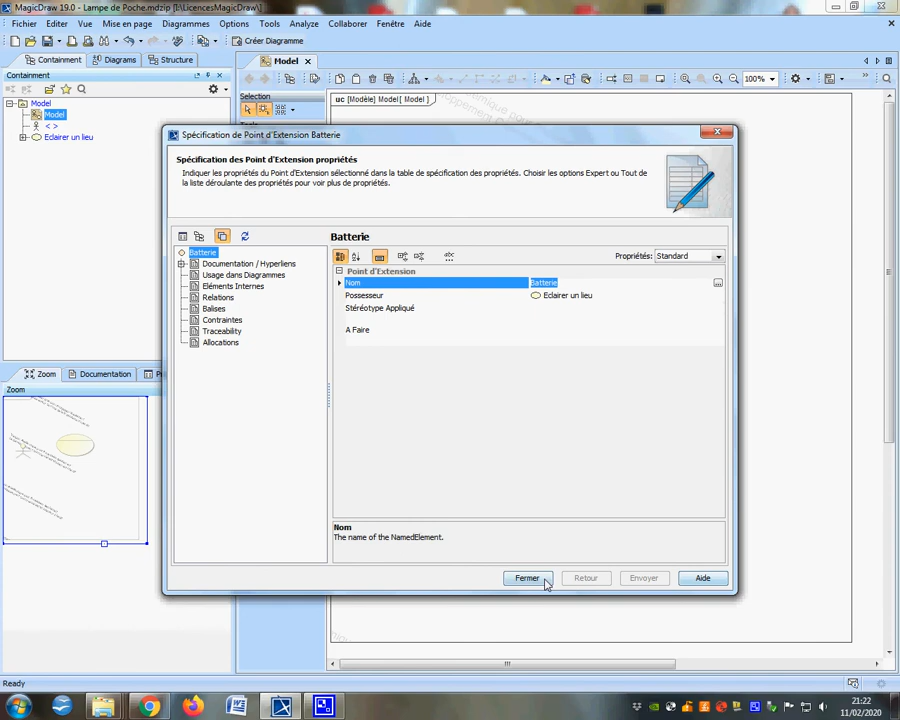 MagicDraw 19.0 - Lampe de Poche.mdzip [I:\LicencesMagicDraw\]
Fichier Editer Vue Mise en page Diagrammes Options Tools Analyze Collaborer Fenêtre Aide
Créer Diagramme
Containment Diagrams Structure Model
Containment
100%
Selection
uc [Modèle] Model[ Model ]
Model
Model
< >
Eclairer un lieu
Spécification de Point d'Extension Batterie
Spécification des Point d'Extension propriétés
Indiquer les propriétés du Point d'Extension sélectionné dans la table de spécification des propriétés. Choisir les options Expert ou Tout de
la liste déroulante des propriétés pour voir plus de propriétés.
Batterie
Batterie
Documentation / Hyperliens
Usage dans Diagrammes
Eléments Internes
Relations
Balises
Contraintes
Traceability
Allocations
Propriétés: Standard
Point d'Extension
Nom Batterie
Possesseur Eclairer un lieu
Stéréotype Appliqué
A Faire
Nom
The name of the NamedElement.
Fermer Retour Envoyer Aide
Zoom Documentation
Zoom
Ready
21:22
11/02/2020